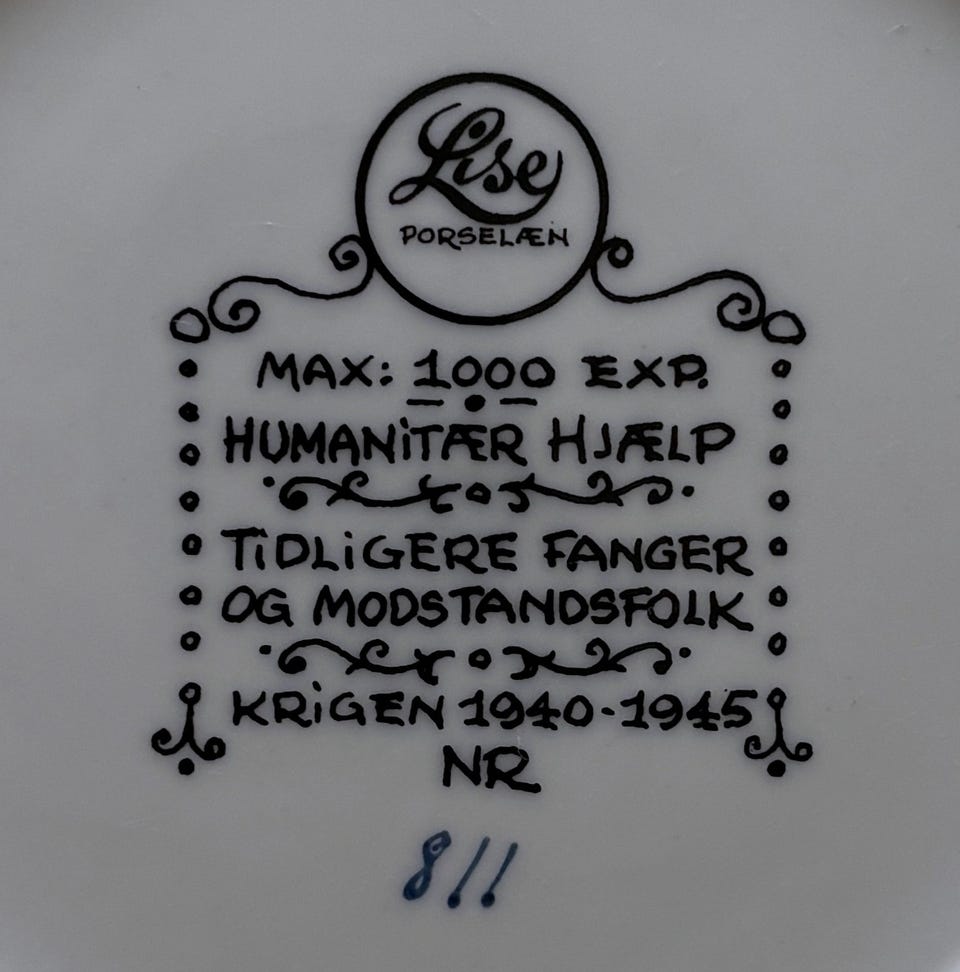 Lise
PORSELÆN
MAX: 1000 EXP.
HUMANiTÆR HJÆLP
TiDLiGERE FANGER
OG MODSTANDSFOLK
KRiGEN 1940-1945
NR
811